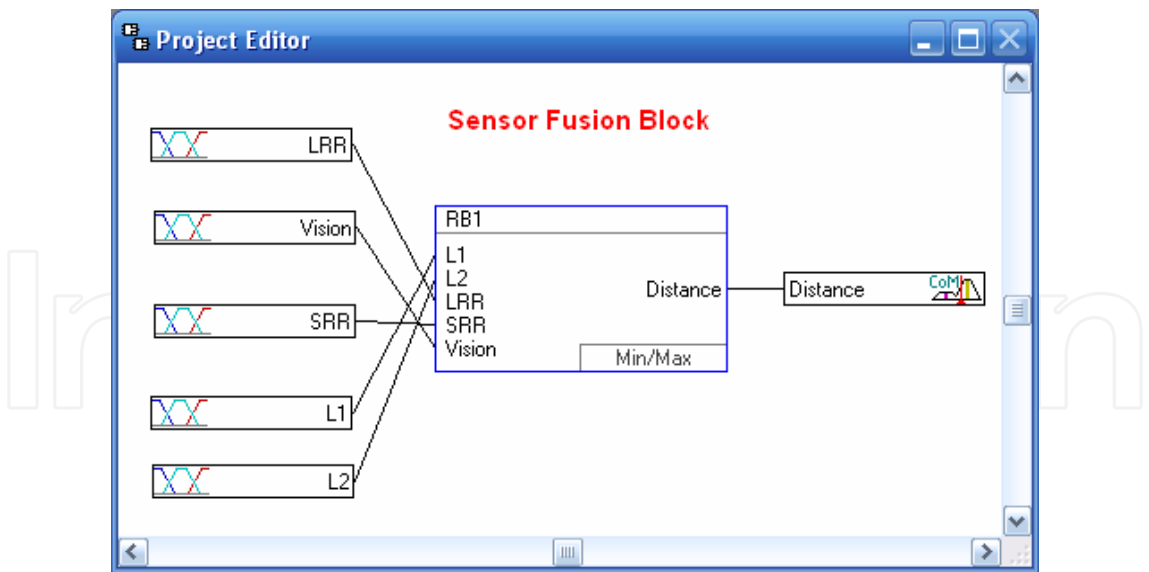 Project Editor
Sensor Fusion Block
LRR
Vision
SRR
L1
L2
RB1
L1
L2
LRR
SRR
Vision
Distance
Min/Max
Distance
CoM